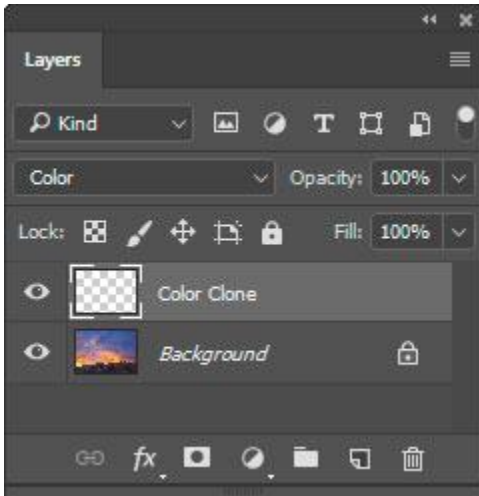 Layers
Kind
Color Opacity: 100%
Lock: Fill: 100%
Color Clone
Background
fx